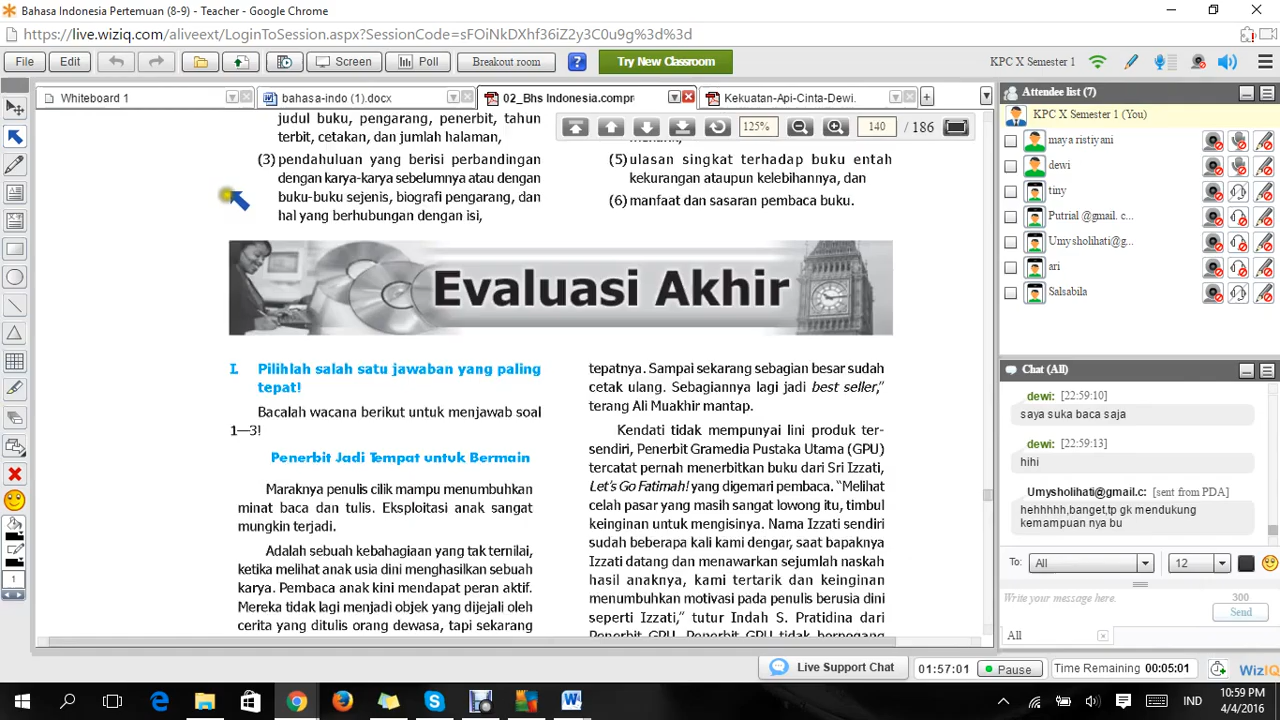 Bahasa Indonesia Pertemuan (8-9) - Teacher - Google Chrome
https://live.wiziq.com/aliveext/LoginToSession.aspx?SessionCode=sFOiNkDXhf36iZ2y3C0u9g%3d%3d
File Edit Screen Poll Breakout room ? Try New Classroom KPC X Semester 1
Whiteboard 1 bahasa-indo (1).docx 02_Bhs Indonesia.compr Kekuatan-Api-Cinta-Dewi.
125% 140 / 186
judul buku, pengarang, penerbit, tahun
terbit, cetakan, dan jumlah halaman,
(3) pendahuluan yang berisi perbandingan
dengan karya-karya sebelumnya atau dengan
buku-buku sejenis, biografi pengarang, dan
hal yang berhubungan dengan isi,
(5) ulasan singkat terhadap buku entah
kekurangan ataupun kelebihannya, dan
(6) manfaat dan sasaran pembaca buku.
Evaluasi Akhir
I. Pilihlah salah satu jawaban yang paling
tepat!
Bacalah wacana berikut untuk menjawab soal
1—3!
Penerbit Jadi Tempat untuk Bermain
Maraknya penulis cilik mampu menumbuhkan
minat baca dan tulis. Eksploitasi anak sangat
mungkin terjadi.
Adalah sebuah kebahagiaan yang tak ternilai,
ketika melihat anak usia dini menghasilkan sebuah
karya. Pembaca anak kini mendapat peran aktif.
Mereka tidak lagi menjadi objek yang dijejali oleh
cerita yang ditulis orang dewasa, tapi sekarang
tepatnya. Sampai sekarang sebagian besar sudah
cetak ulang. Sebagiannya lagi jadi best seller,”
terang Ali Muakhir mantap.
Kendati tidak mempunyai lini produk ter-
sendiri, Penerbit Gramedia Pustaka Utama (GPU)
tercatat pernah menerbitkan buku dari Sri Izzati,
Let's Go Fatimah! yang digemari pembaca. “Melihat
celah pasar yang masih sangat lowong itu, timbul
keinginan untuk mengisinya. Nama Izzati sendiri
sudah beberapa kali kami dengar, saat bapaknya
Izzati datang dan menawarkan sejumlah naskah
hasil anaknya, kami tertarik dan keinginan
menumbuhkan motivasi pada penulis berusia dini
seperti Izzati,” tutur Indah S. Pratidina dari
Penerbit GPU. Penerbit GPU tidak
Attendee list (7)
KPC X Semester 1 (You)
maya ristiyani
dewi
tiny
Putrial @gmail. c...
Umysholihati@g...
ari
Salsabila
Chat (All)
dewi: [22:59:10]
saya suka baca saja
dewi: [22:59:13]
hihi
Umysholihati@gmail.c: [sent from PDA]
hehhhhh,banget,tp gk mendukung
kemampuan nya bu
To: All 12
Write your message here. 300
Send
All
1
Live Support Chat 01:57:01 Pause Time Remaining 00:05:01 WizIQ
IND 10:59 PM
4/4/2016